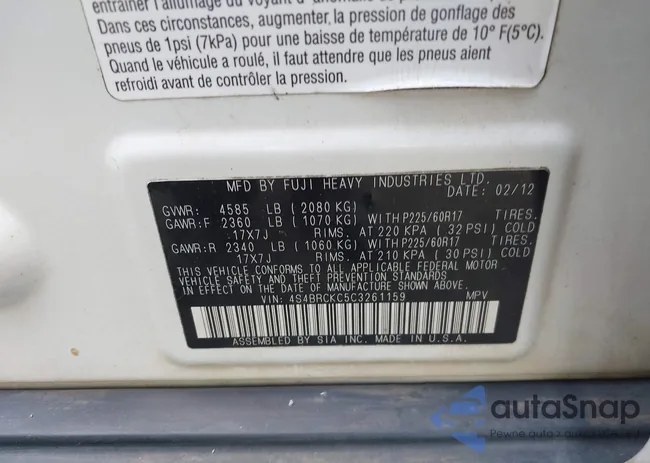 entraîner l'allumage du voyant d'anomalie de
Dans ces circonstances, augmenter la pression de gonflage des
pneus de 1psi (7kPa) pour une baisse de température de 10° F(5°C).
Quand le véhicule a roulé, il faut attendre que les pneus aient
refroidi avant de contrôler la pression.
MFD BY FUJI HEAVY INDUSTRIES LTD.
DATE: 02/12
GVWR: 4585 LB ( 2080 KG)
GAWR:F 2360 LB ( 1070 KG) WITH P225/60R17 TIRES.
17X7J RIMS. AT 220 KPA ( 32 PSI) COLD
GAWR:R 2340 LB ( 1060 KG) WITH P225/60R17 TIRES.
17X7J RIMS. AT 210 KPA ( 30 PSI) COLD
THIS VEHICLE CONFORMS TO ALL APPLICABLE FEDERAL MOTOR
VEHICLE SAFETY AND THEFT PREVENTION STANDARDS
IN EFFECT ON THE DATE OF MANUFACTURE SHOWN ABOVE.
VIN: 4S4BRCKC5C3261159 MPV
ASSEMBLED BY SIA INC. MADE IN U.S.A.
autaSnap
Pewne auto z